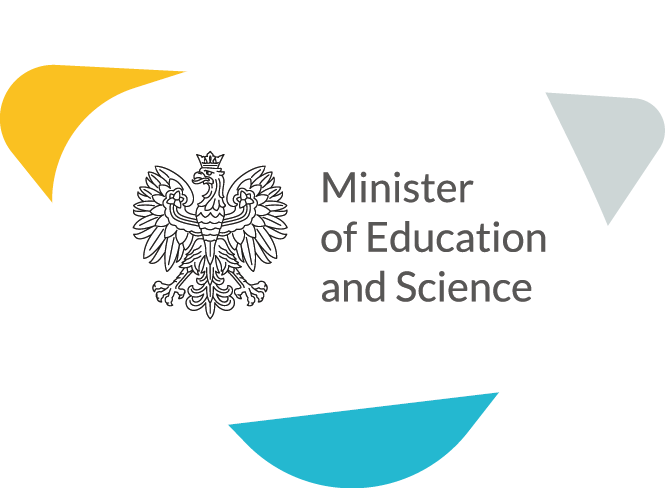 Minister
of Education
and Science